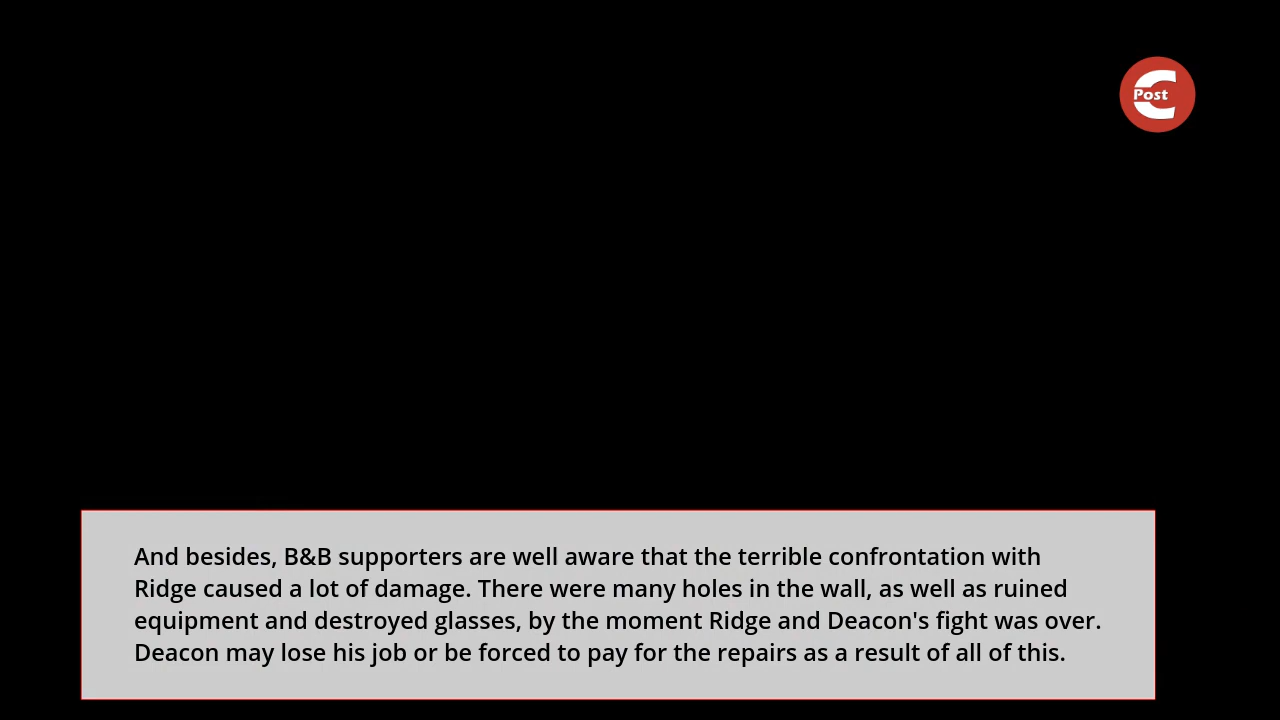 Post
And besides, B&B supporters are well aware that the terrible confrontation with
Ridge caused a lot of damage. There were many holes in the wall, as well as ruined
equipment and destroyed glasses, by the moment Ridge and Deacon's fight was over.
Deacon may lose his job or be forced to pay for the repairs as a result of all of this.